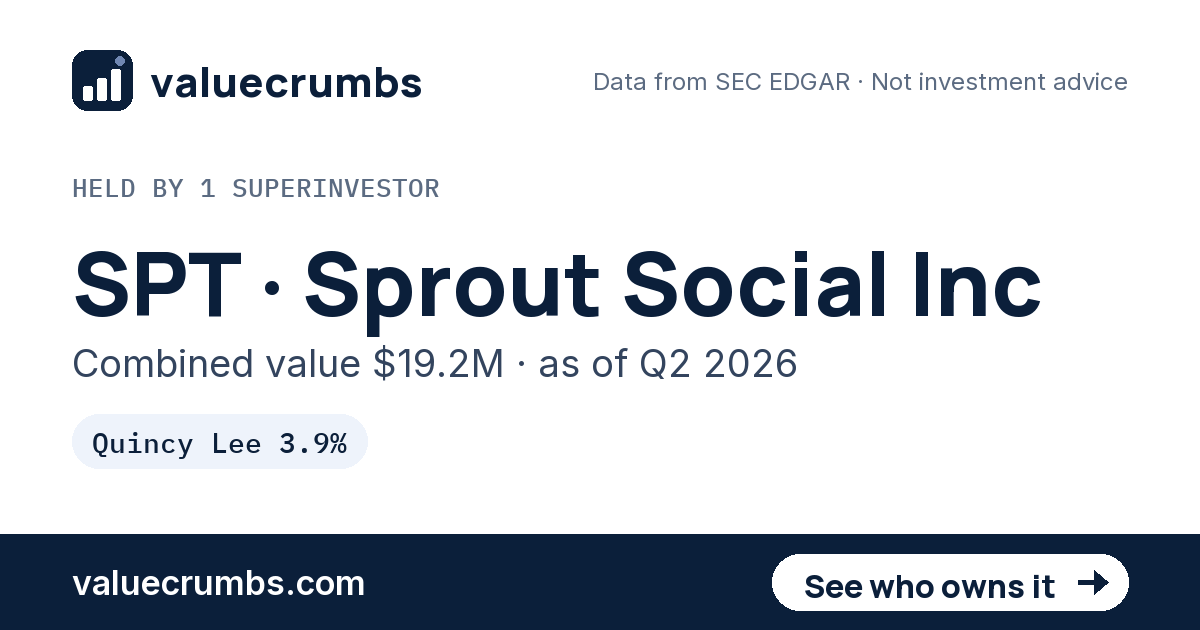 valuecrumbs
Data from SEC EDGAR · Not investment advice
HELD BY 1 SUPERINVESTOR
SPT · Sprout Social Inc
Combined value $19.2M · as of Q2 2026
Quincy Lee 3.9%
valuecrumbs.com
See who owns it →